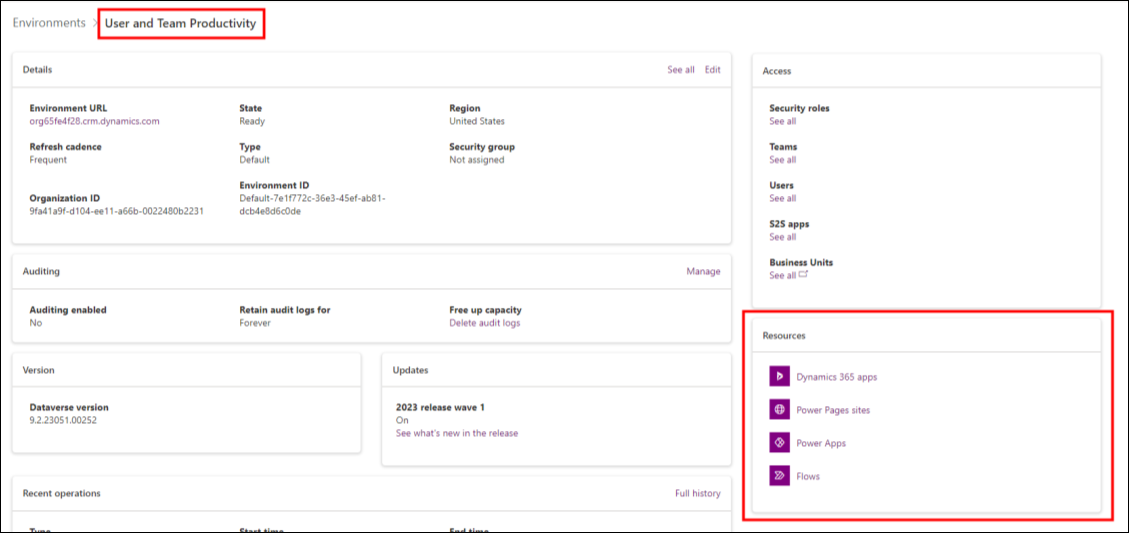 Environments > User and Team Productivity
Details
See all Edit
Environment URL
org65fe4f28.crm.dynamics.com
State
Ready
Region
United States
Refresh cadence
Frequent
Type
Default
Security group
Not assigned
Organization ID
9fa41a9f-d104-ee11-a66b-0022480b2231
Environment ID
Default-7e1f772c-36e3-45ef-ab81-
dcb4e8d6c0de
Auditing
Manage
Auditing enabled
No
Retain audit logs for
Forever
Free up capacity
Delete audit logs
Version
Dataverse version
9.2.23051.00252
Updates
2023 release wave 1
On
See what's new in the release
Recent operations
Full history
Type Start time End time
Access
Security roles
See all
Teams
See all
Users
See all
S2S apps
See all
Business Units
See all
Resources
Dynamics 365 apps
Power Pages sites
Power Apps
Flows